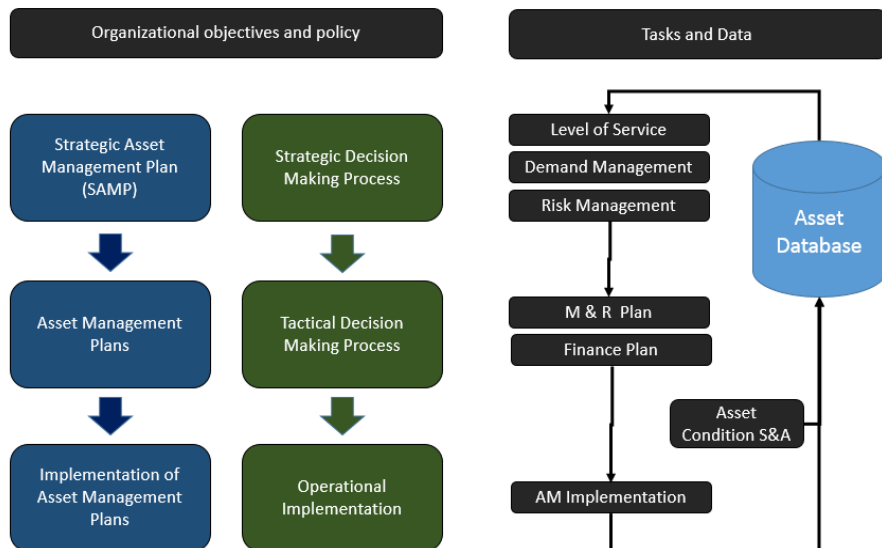 Organizational objectives and policy
Tasks and Data
Strategic Asset
Management Plan
(SAMP)
Strategic Decision
Making Process
Level of Service
Demand Management
Risk Management
Asset
Database
Asset Management
Plans
Tactical Decision
Making Process
M & R  Plan
Finance Plan
Asset
Condition S&A
Implementation of
Asset Management
Plans
Operational
Implementation
AM Implementation